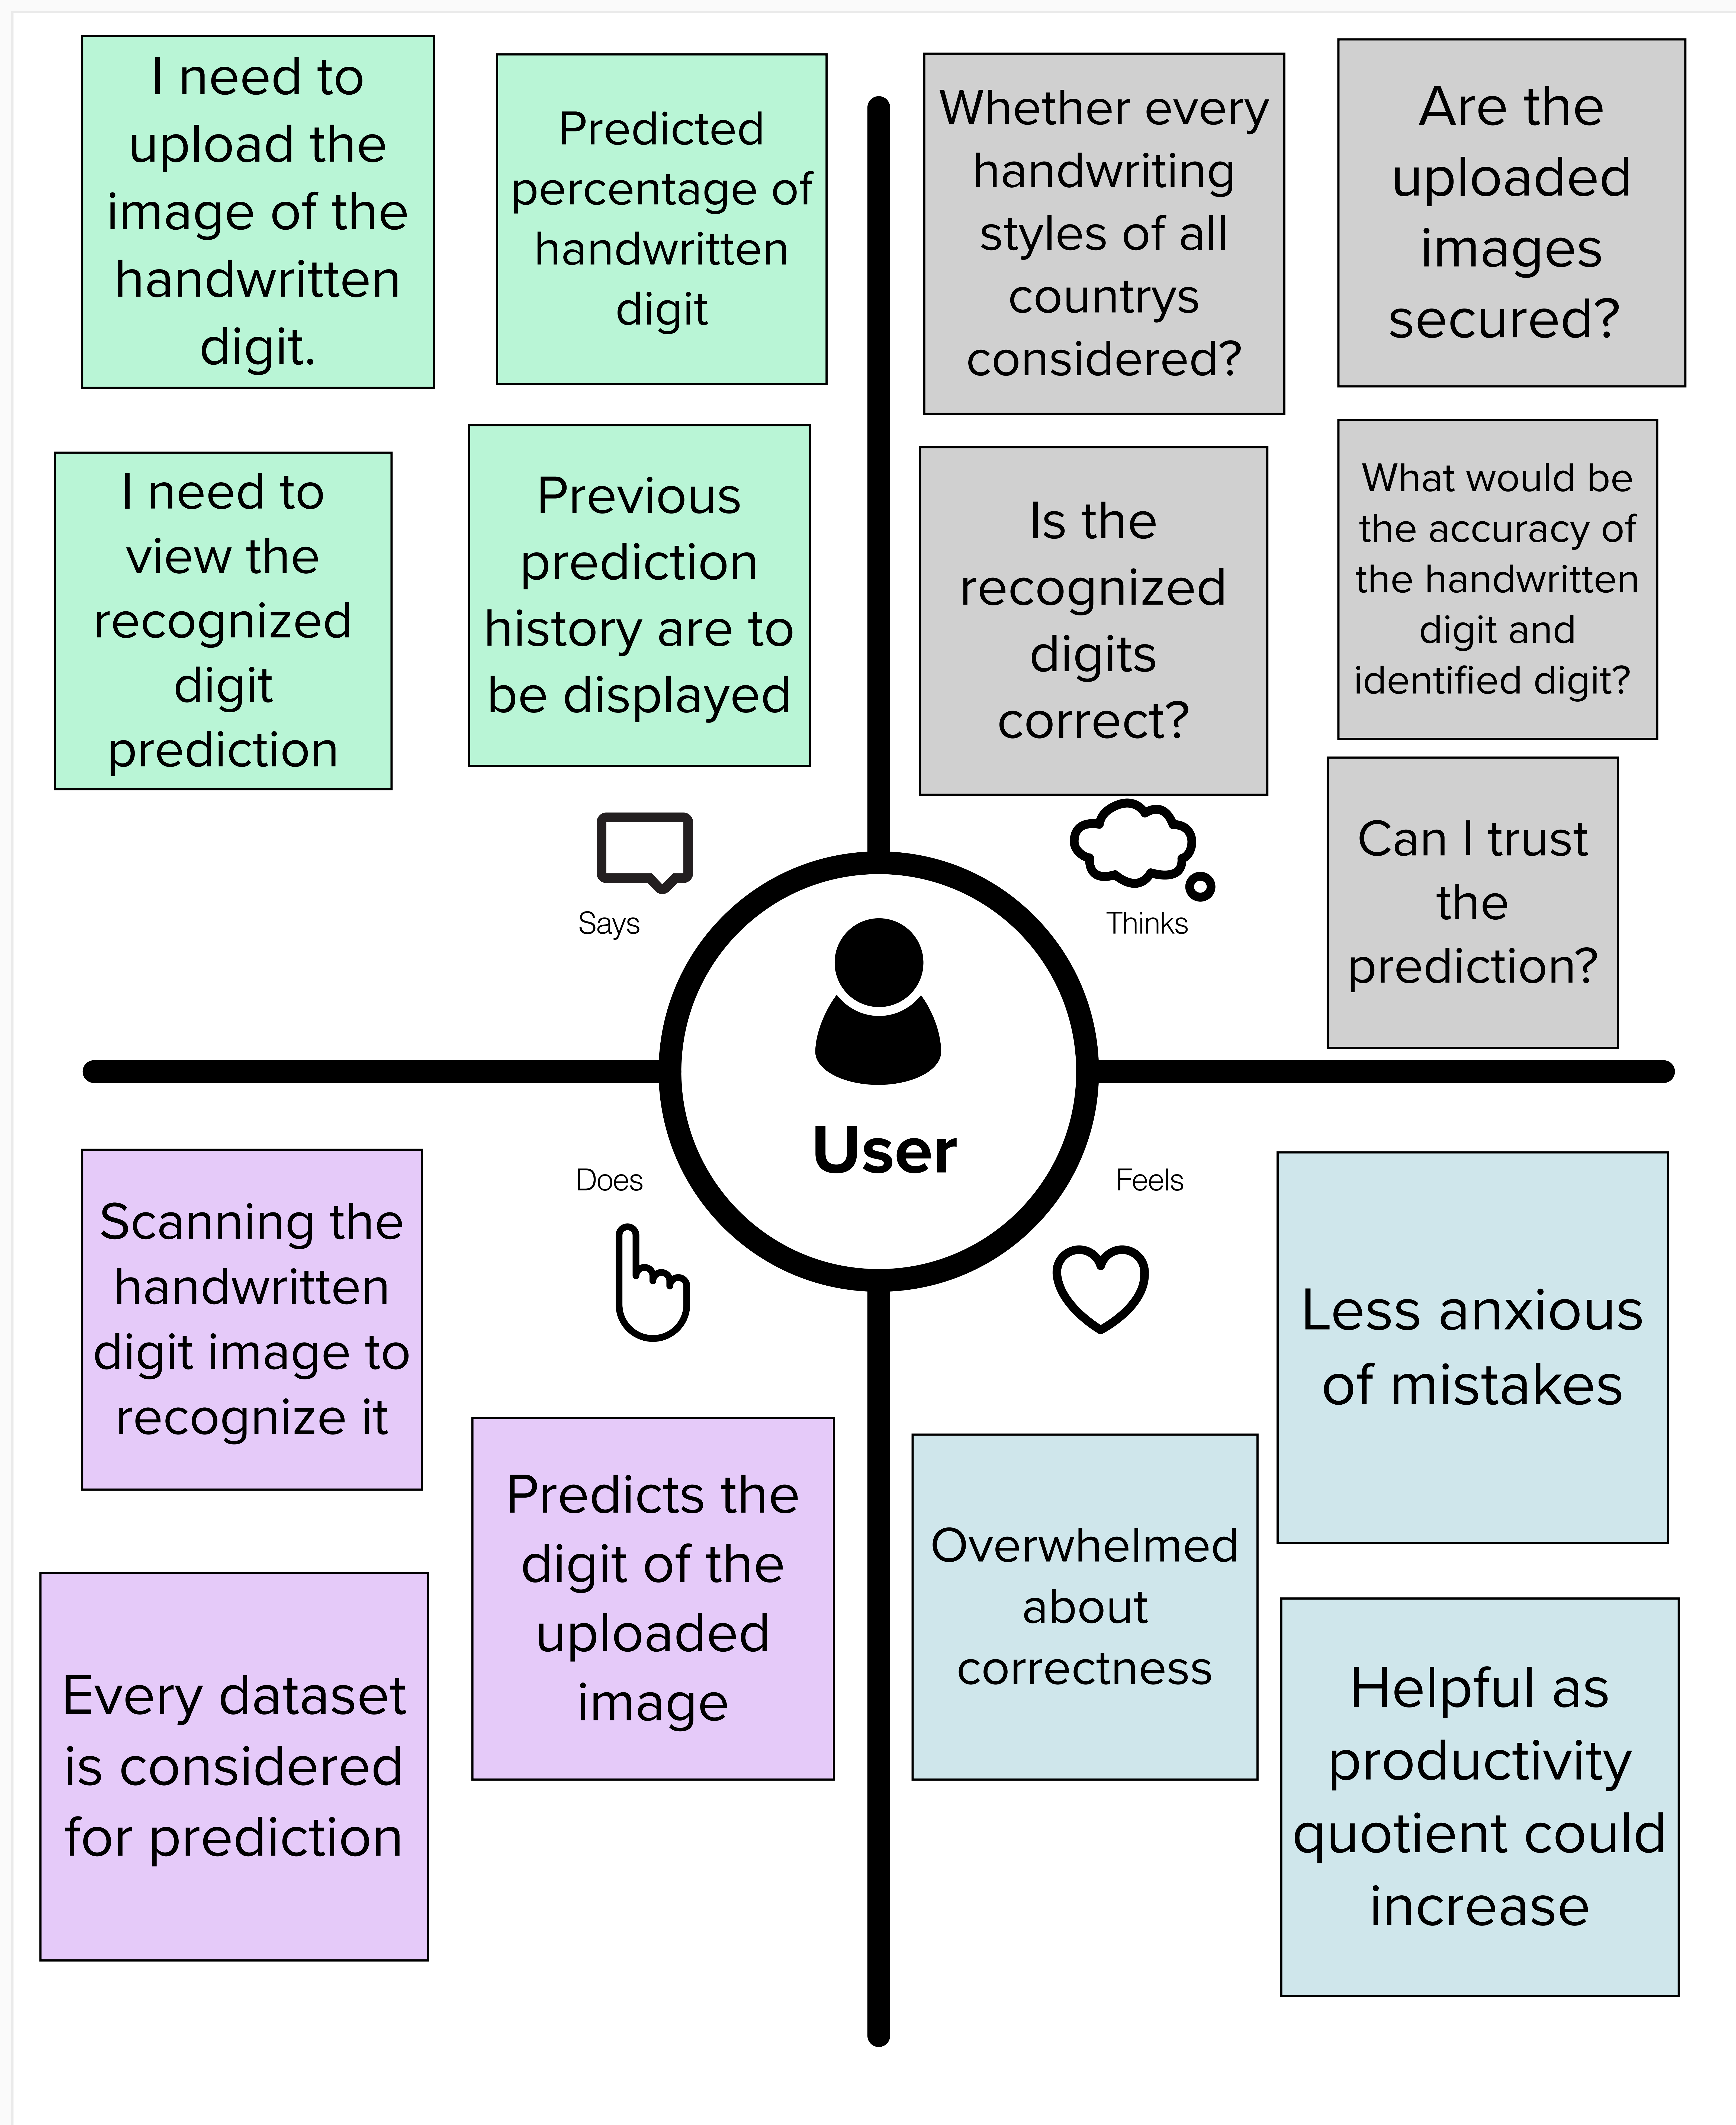 I need to
upload the
image of the
handwritten
digit.
Predicted
percentage of
handwritten
digit
I need to
view the
recognized
digit
prediction
Previous
prediction
history are to
be displayed
Says
Whether every
handwriting
styles of all
countrys
considered?
Are the
uploaded
images
secured?
Is the
recognized
digits
correct?
What would be
the accuracy of
the handwritten
digit and
identified digit?
Can I trust
the
prediction?
Thinks
User
Does
Scanning the
handwritten
digit image to
recognize it
Predicts the
digit of the
uploaded
image
Every dataset
is considered
for prediction
Feels
Less anxious
of mistakes
Overwhelmed
about
correctness
Helpful as
productivity
quotient could
increase